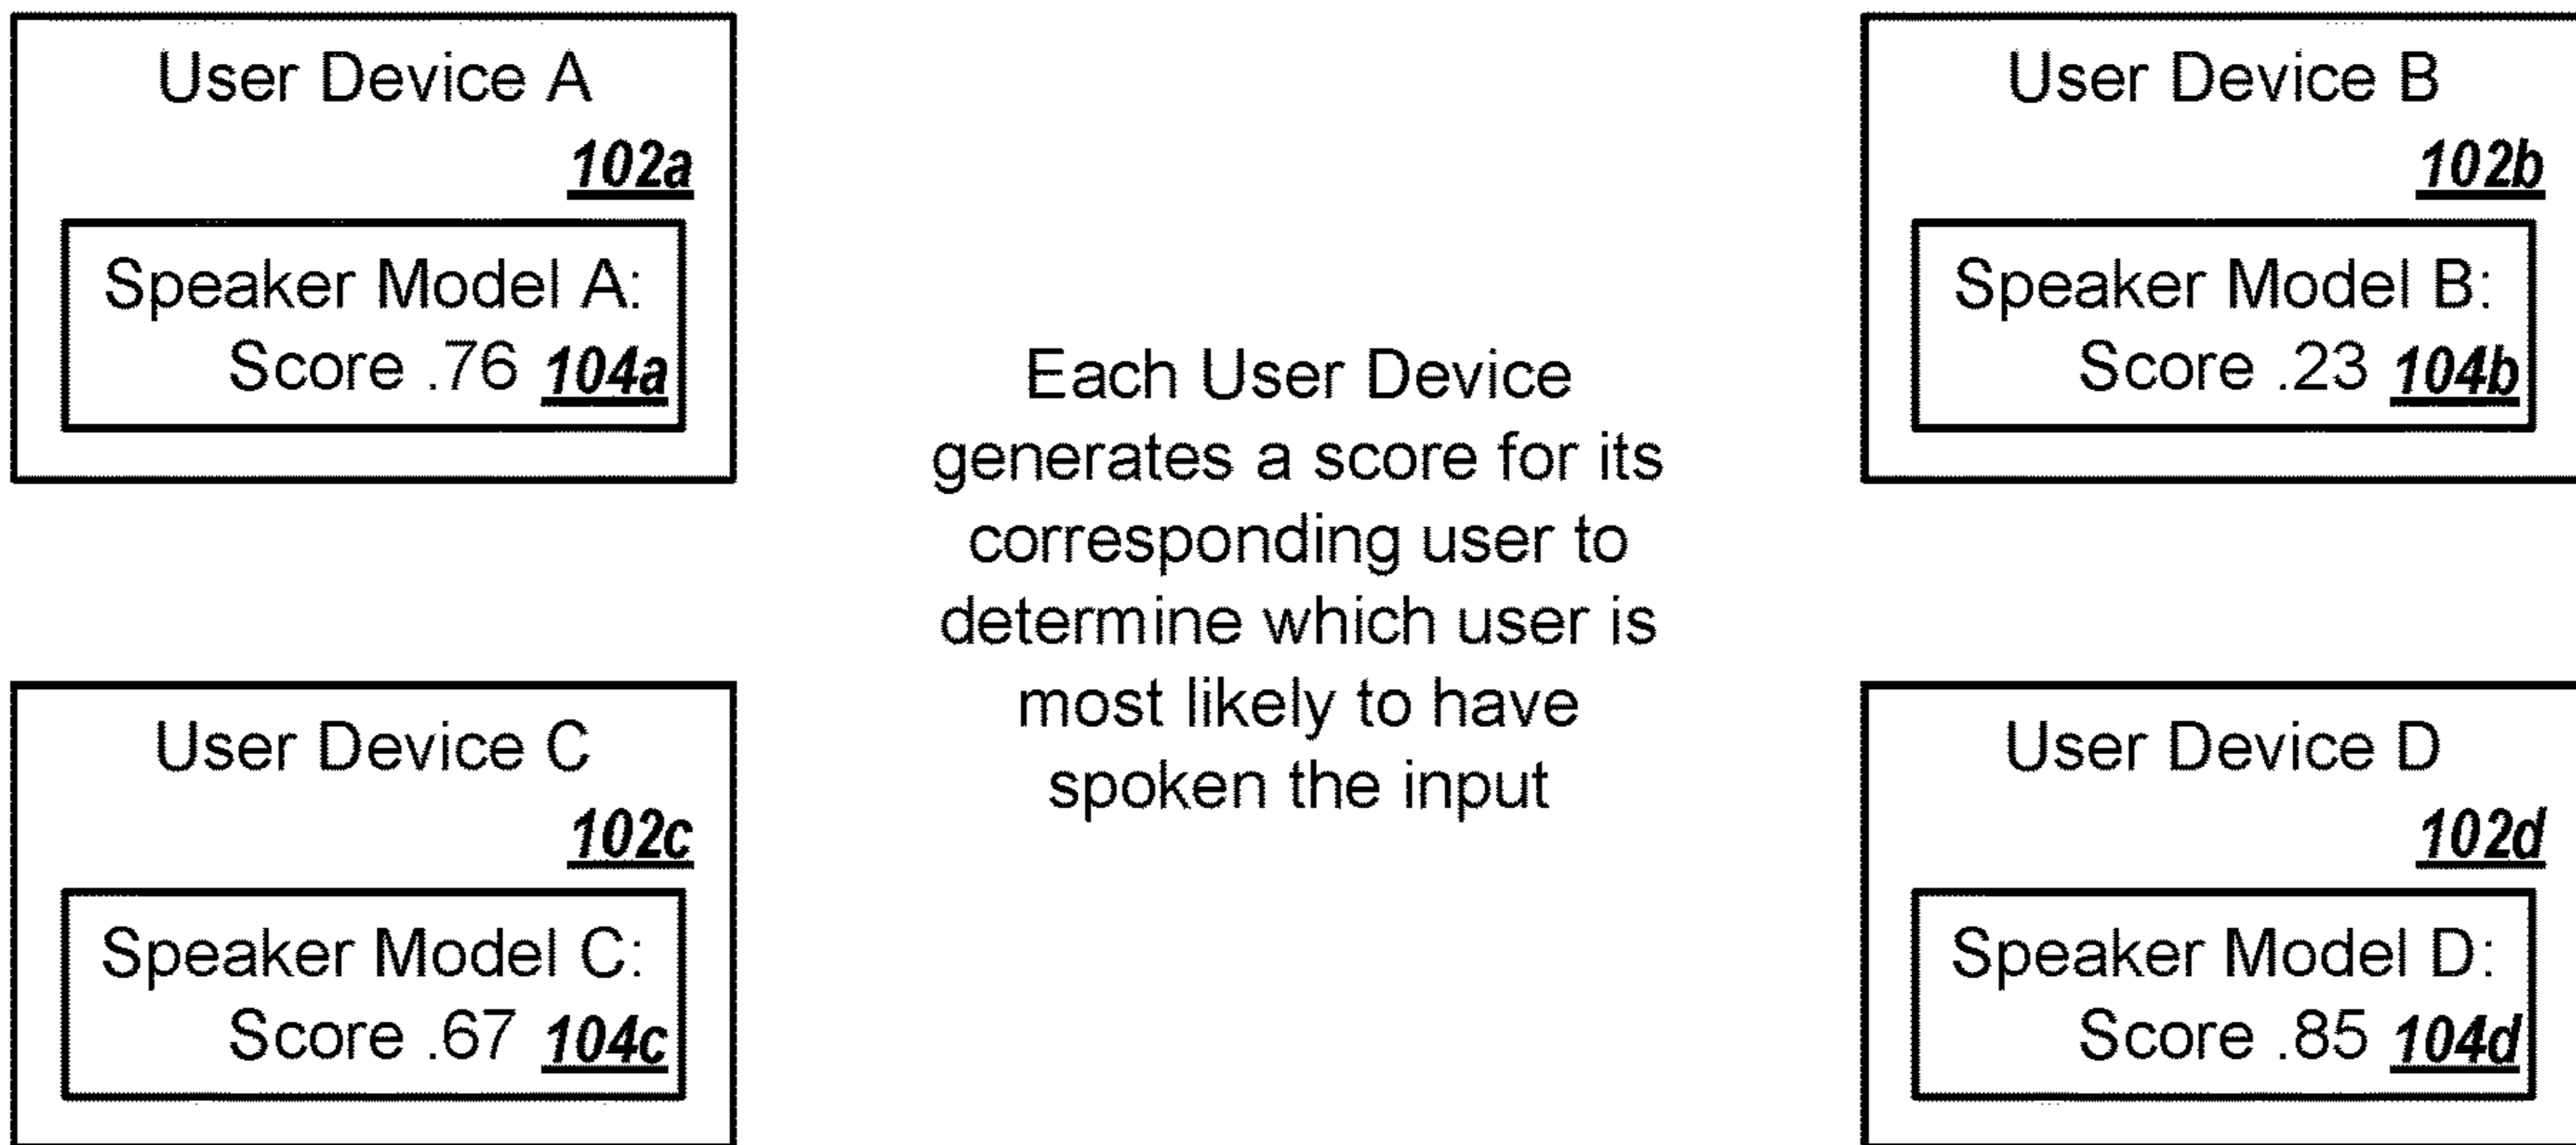 User Device A
102a
Speaker Model A:
Score .76 104a
User Device B
102b
Speaker Model B:
Score .23 104b
Each User Device
generates a score for its
corresponding user to
determine which user is
most likely to have
spoken the input
User Device C
102c
Speaker Model C:
Score .67 104c
User Device D
102d
Speaker Model D:
Score .85 104d